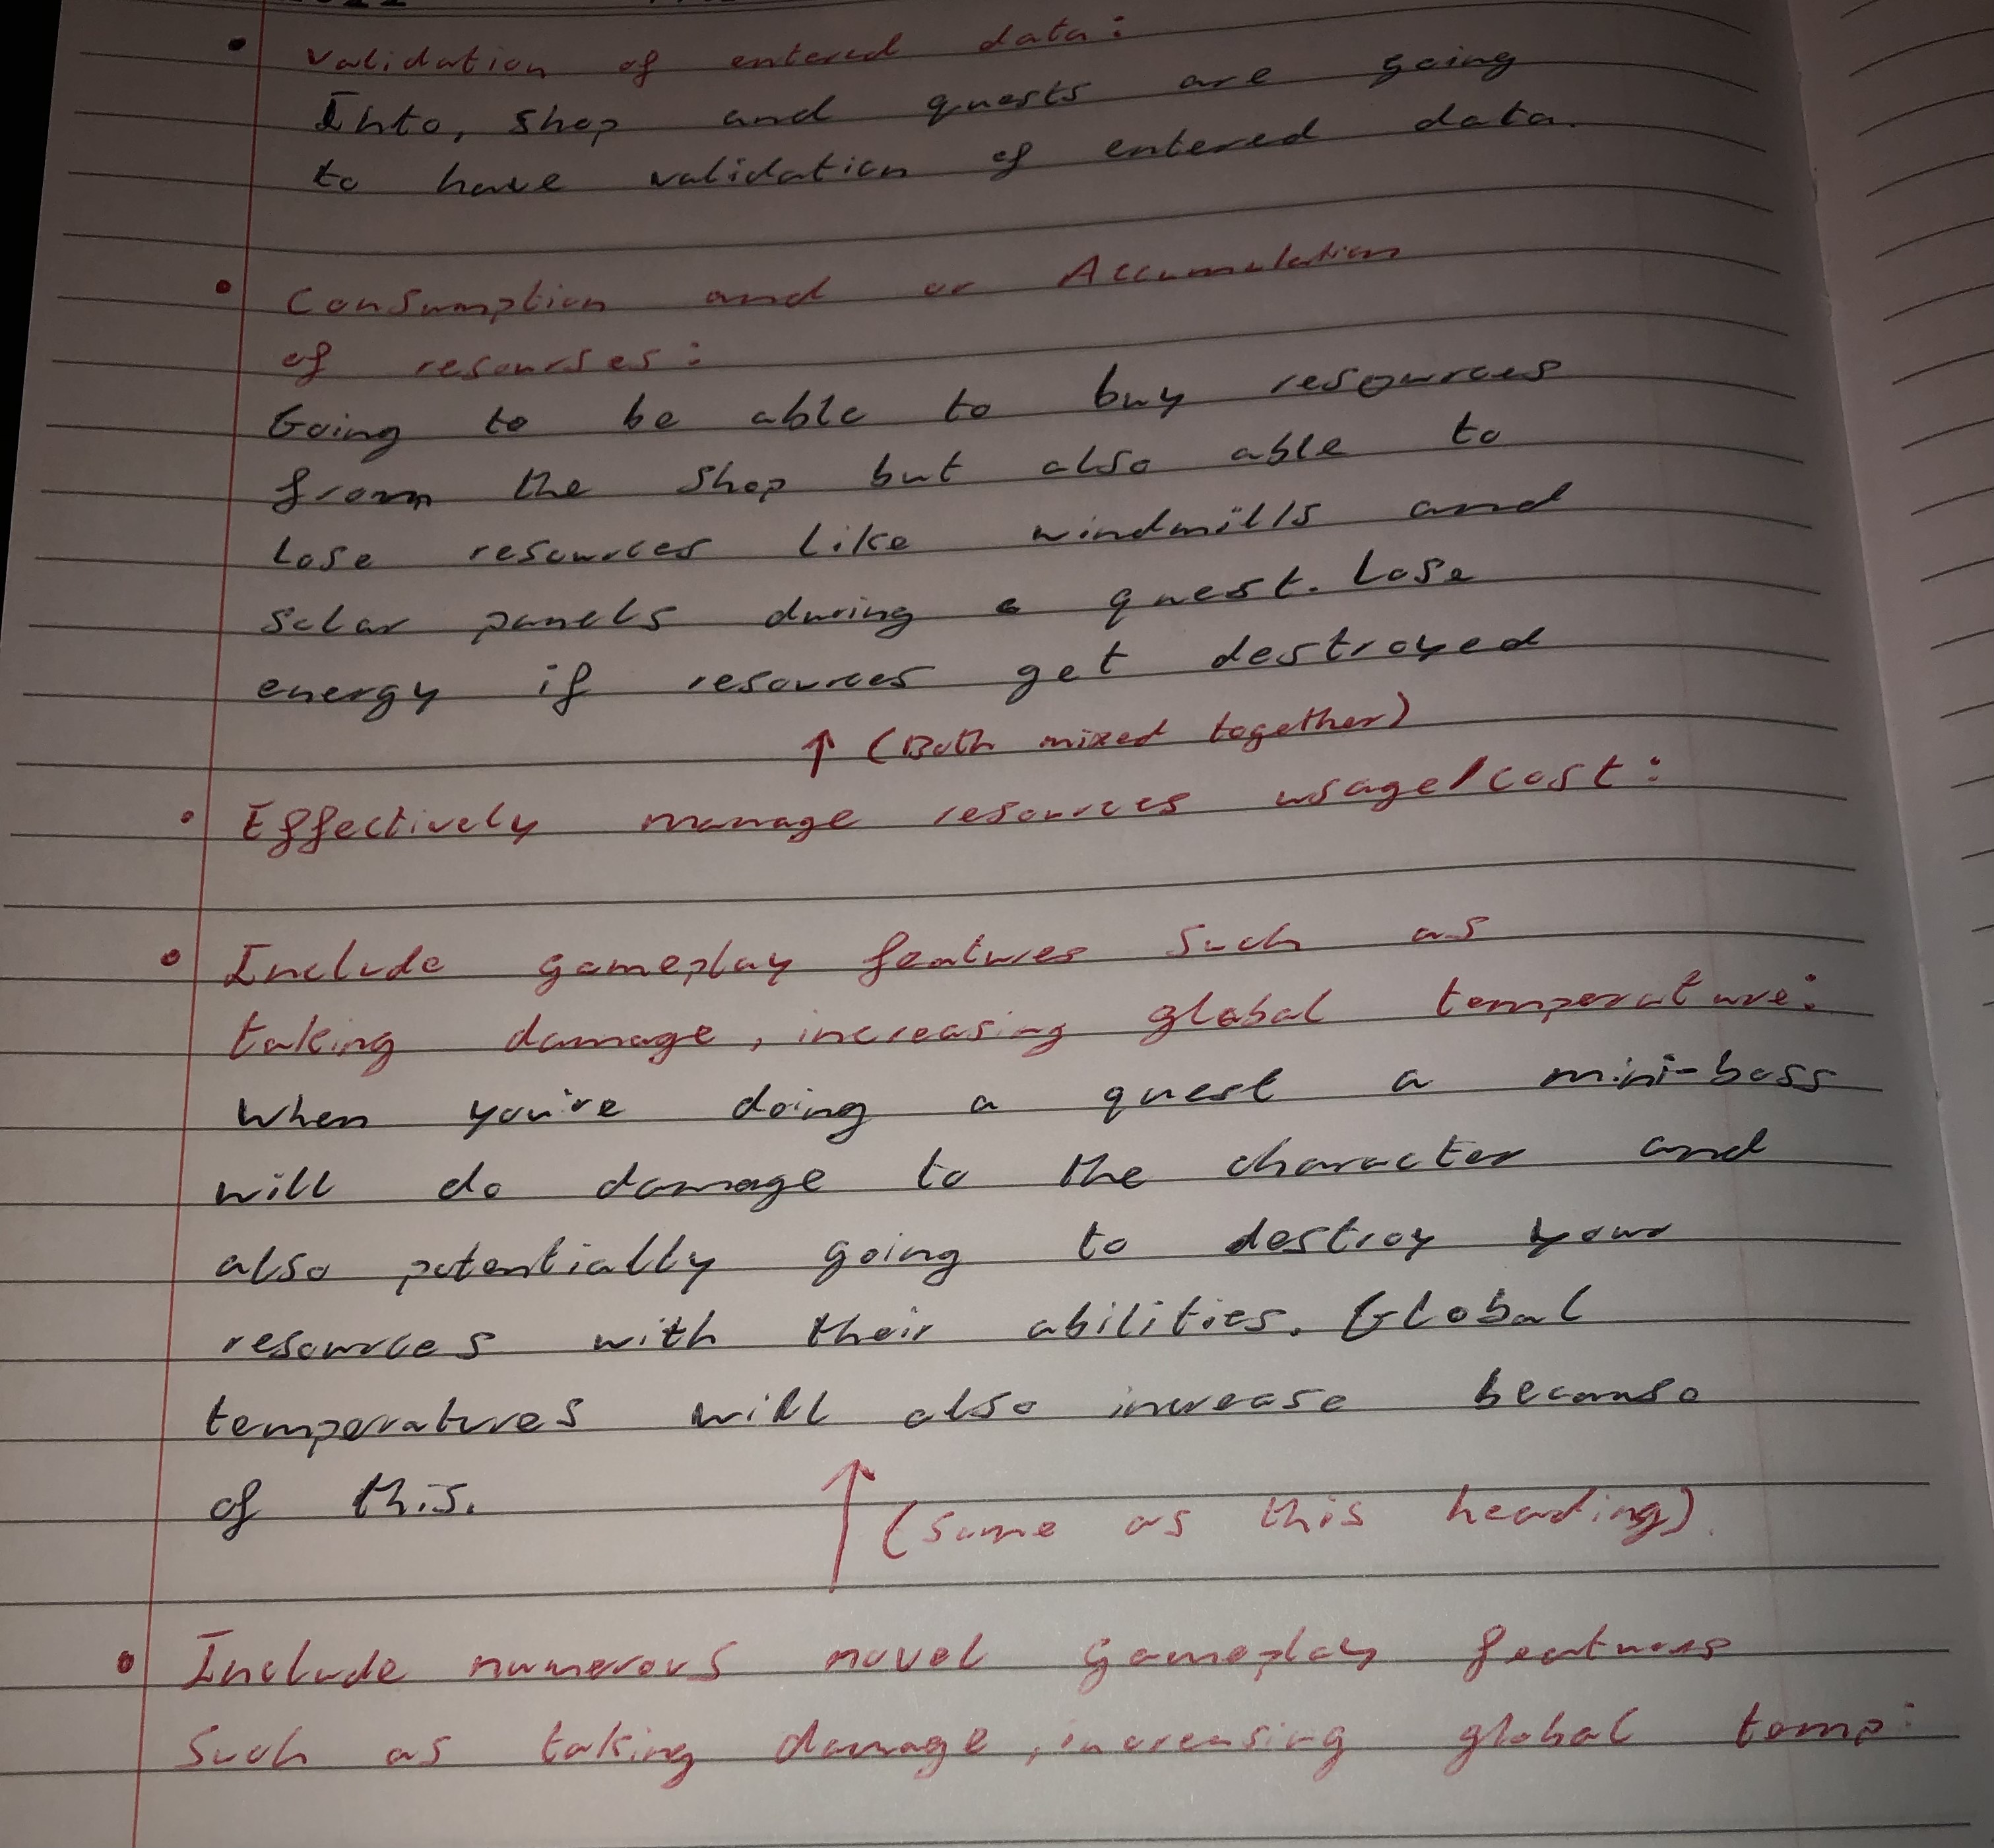 • Validation of entered data:
Into, shop and quests are going
to have validation of entered data.
• Consumption and or Accumulation
of resourses:
Going to be able to buy resources
from the shop but also able to
lose resources like windmills and
solar panels during a quest. Lose
energy if resources get destroyed
↑ (Both mixed together)
• Effectively manage resources usage/cost:
• Include gameplay features such as
taking damage, increasing global temperature:
When you're doing a quest a mini-boss
will do damage to the character and
also potentially going to destroy your
resources with their abilities. Global
temperatures will also increase because
of this.
↑ (same as this heading).
• Include numerous novel gameplay features
such as taking damage, increasing global temp: